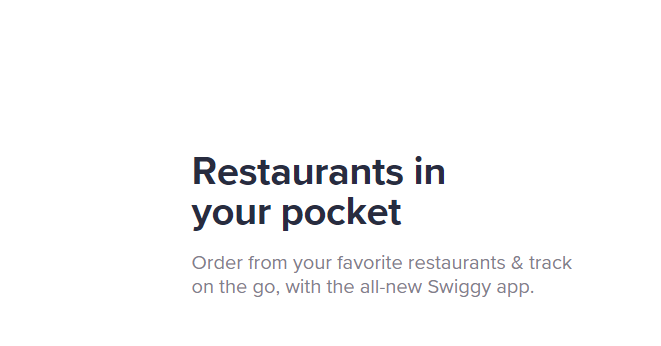 Restaurants in
your pocket
Order from your favorite restaurants & track
on the go, with the all-new Swiggy app.